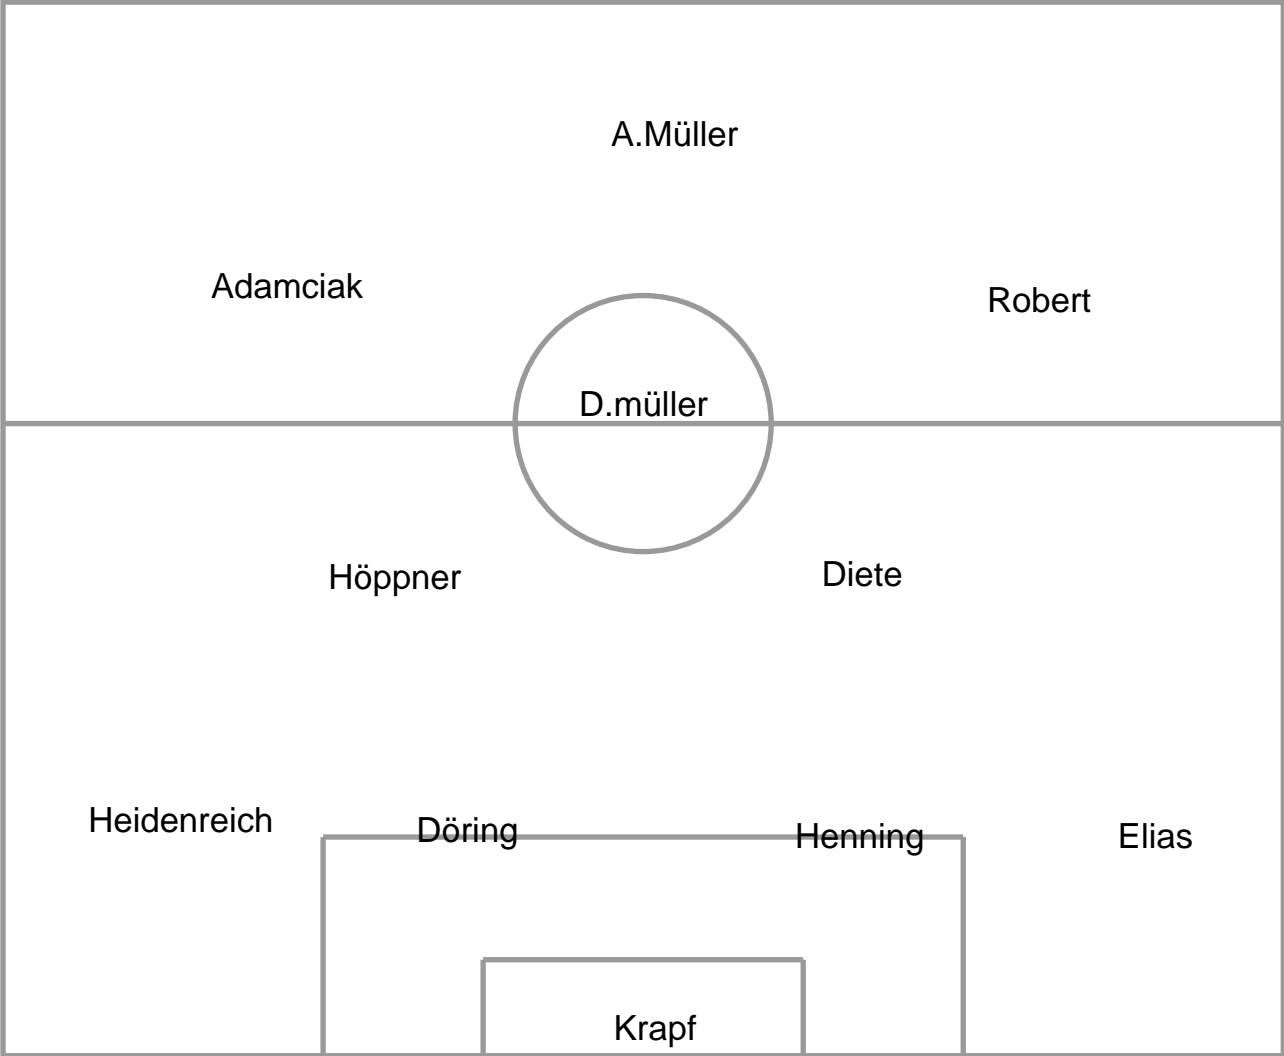 A.Müller
Adamciak
Robert
D.müller
Höppner
Diete
Heidenreich
Döring
Henning
Elias
Krapf